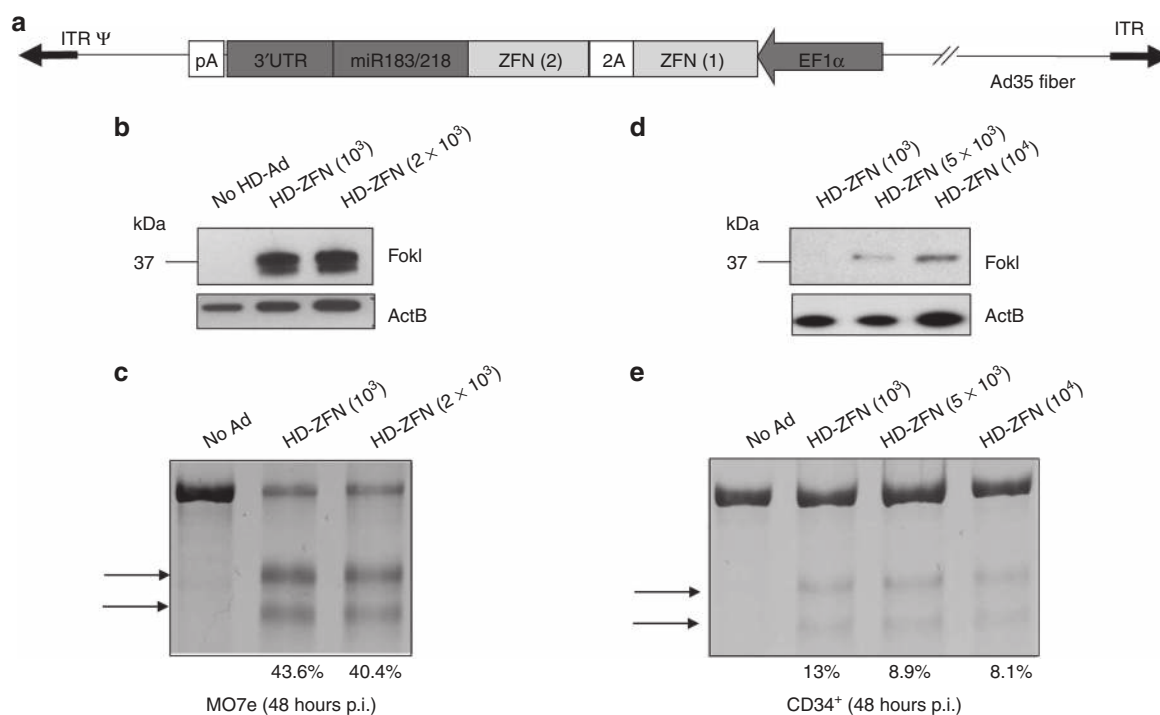 a
ITR Ψ
ITR
pA
3′UTR
miR183/218
ZFN (2)
2A
ZFN (1)
EF1α
Ad35 fiber
b
No HD-Ad
HD-ZFN (10³)
HD-ZFN (2 × 10³)
kDa
37
FokI
ActB
d
HD-ZFN (10³)
HD-ZFN (5 × 10³)
HD-ZFN (10⁴)
kDa
37
FokI
ActB
c
No Ad
HD-ZFN (10³)
HD-ZFN (2 × 10³)
43.6%
40.4%
MO7e (48 hours p.i.)
e
No Ad
HD-ZFN (10³)
HD-ZFN (5 × 10³)
HD-ZFN (10⁴)
13%
8.9%
8.1%
CD34⁺ (48 hours p.i.)